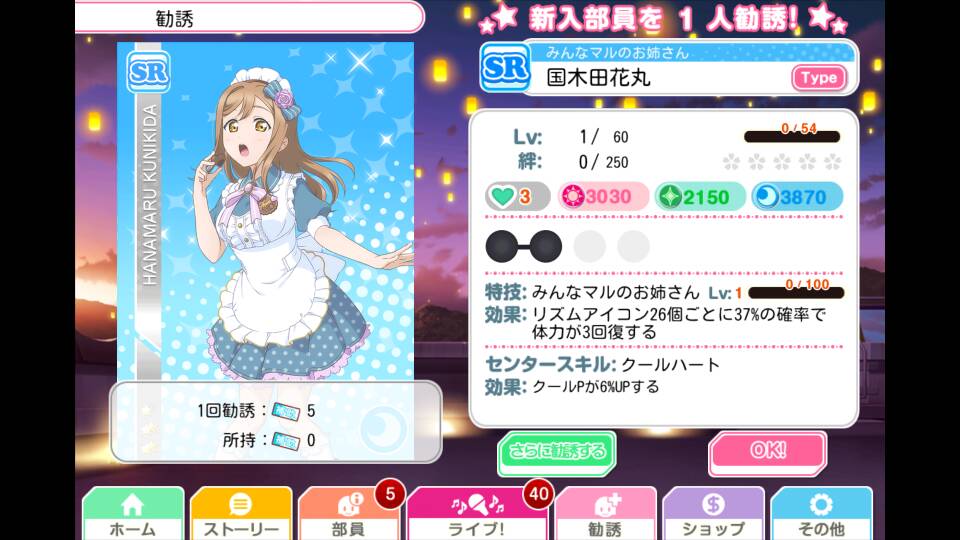 勧誘
新入部員を 1 人勧誘!
SR
HANAMARU KUNIKIDA
SR
みんなマルのお姉さん
国木田花丸
Type
Lv: 1/ 60
0/54
絆: 0/ 250
3
3030
2150
3870
特技: みんなマルのお姉さん Lv: 1
0/100
効果: リズムアイコン26個ごとに37%の確率で
体力が3回復する
センタースキル: クールハート
効果: クールPが6%UPする
1回勧誘: 5
所持: 0
さらに勧誘する
OK!
ホーム
ストーリー
5
部員
40
ライブ!
勧誘
ショップ
その他